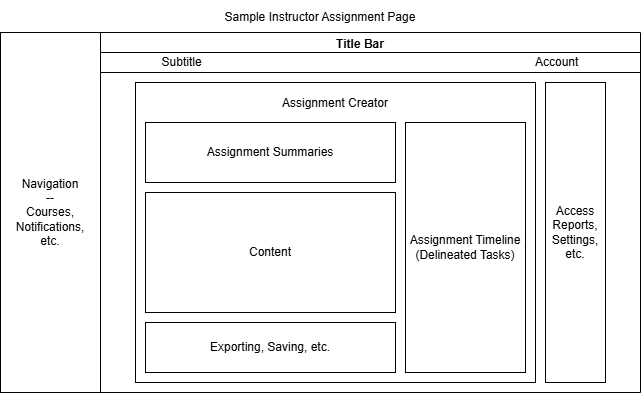 Sample Instructor Assignment Page
Title Bar
Subtitle
Account
Navigation
--
Courses,
Notifications,
etc.
Assignment Creator
Assignment Summaries
Content
Exporting, Saving, etc.
Assignment Timeline
(Delineated Tasks)
Access
Reports,
Settings,
etc.